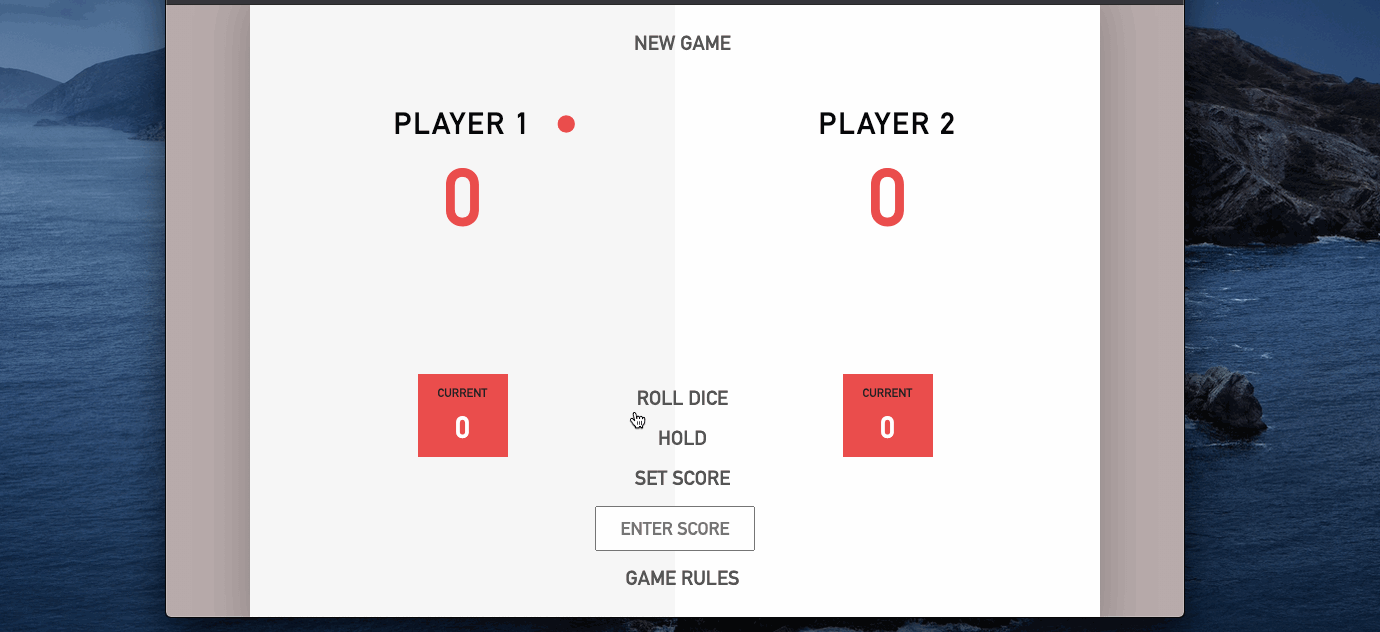 NEW GAME
PLAYER 1
PLAYER 2
0
0
CURRENT
0
CURRENT
0
ROLL DICE
HOLD
SET SCORE
ENTER SCORE
GAME RULES